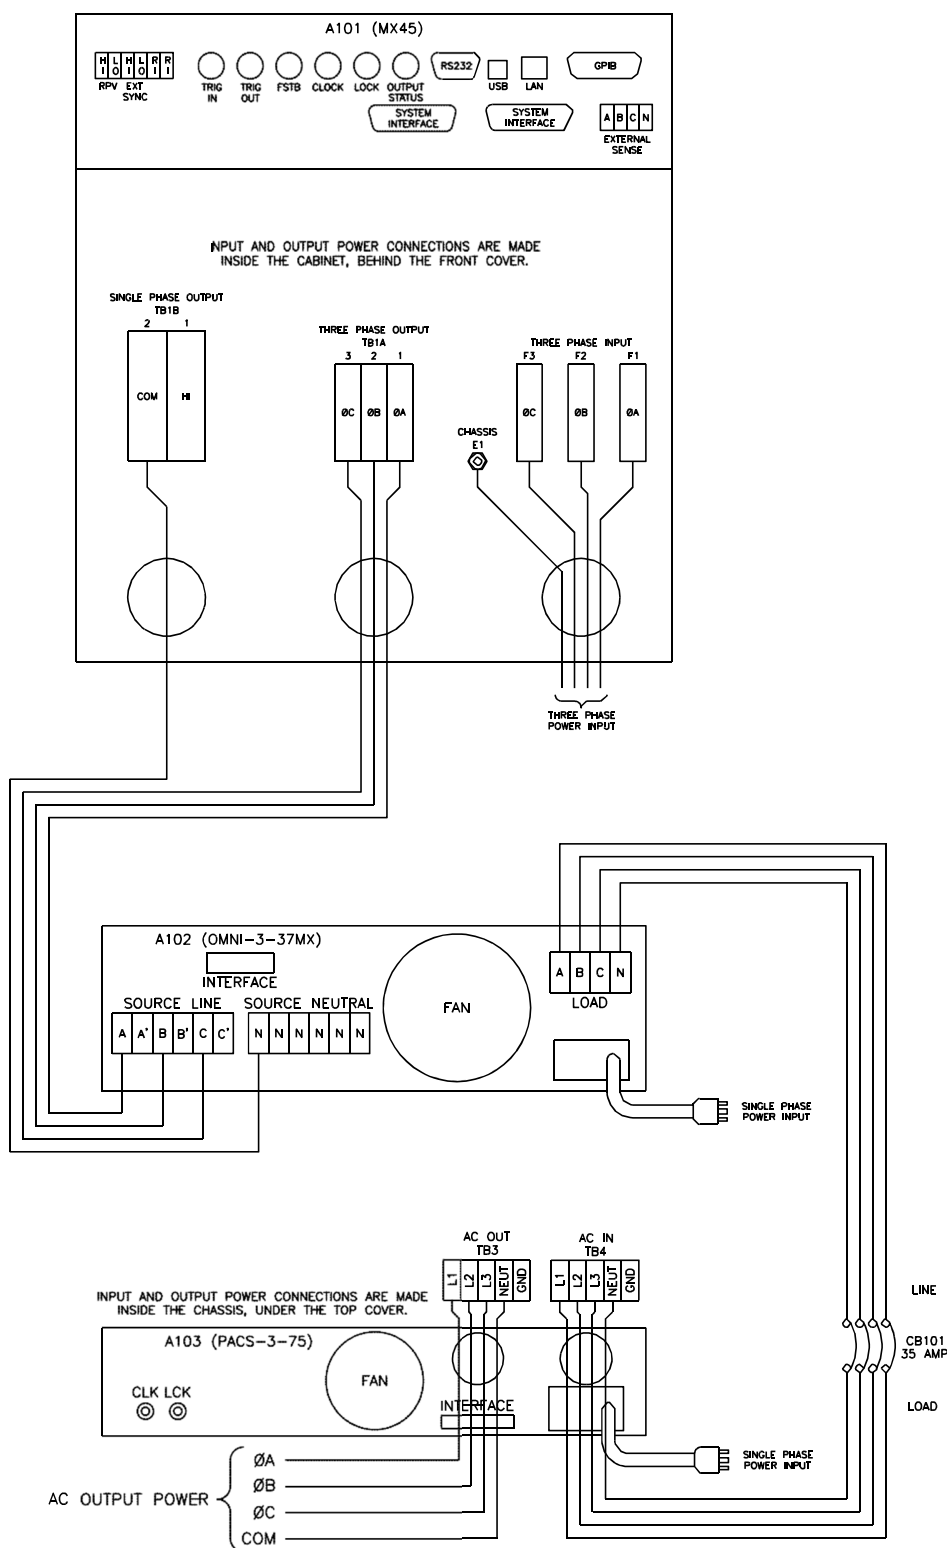 A101 (MX45)
HI LO HI LO RI RI
RPV EXT SYNC
TRIG IN
TRIG OUT
FSTB
CLOCK
LOCK
OUTPUT STATUS
RS232
USB
LAN
GPIB
SYSTEM INTERFACE
SYSTEM INTERFACE
A B C N
EXTERNAL SENSE
INPUT AND OUTPUT POWER CONNECTIONS ARE MADE
INSIDE THE CABINET, BEHIND THE FRONT COVER.
SINGLE PHASE OUTPUT
TB1B
2 1
COM HI
THREE PHASE OUTPUT
TB1A
3 2 1
ØC ØB ØA
THREE PHASE INPUT
F3 F2 F1
ØC ØB ØA
CHASSIS
E1
THREE PHASE
POWER INPUT
A102 (OMNI-3-37MX)
INTERFACE
SOURCE LINE
A A' B B' C C'
SOURCE NEUTRAL
N N N N N N
FAN
A B C N
LOAD
SINGLE PHASE
POWER INPUT
AC OUT
TB3
L1 L2 L3 NEUT GND
AC IN
TB4
L1 L2 L3 NEUT GND
INPUT AND OUTPUT POWER CONNECTIONS ARE MADE
INSIDE THE CHASSIS, UNDER THE TOP COVER.
LINE
CB101
35 AMP
LOAD
A103 (PACS-3-75)
FAN
CLK LCK
INTERFACE
SINGLE PHASE
POWER INPUT
AC OUTPUT POWER
ØA
ØB
ØC
COM